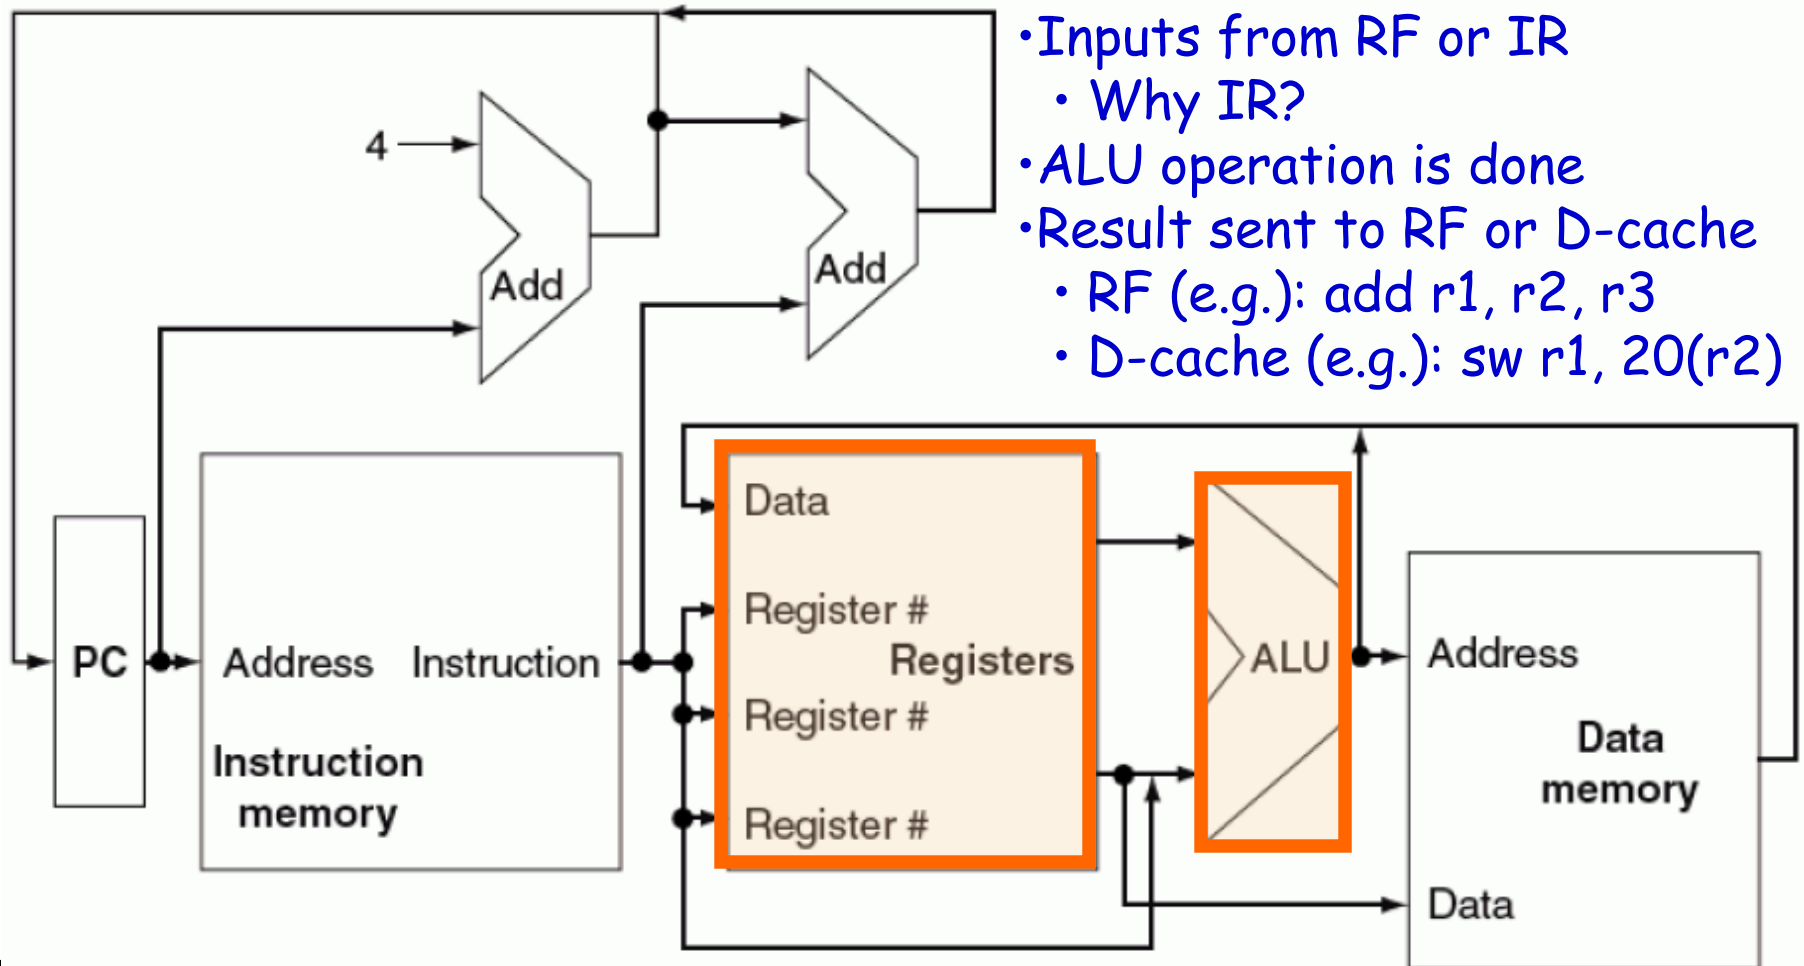 •Inputs from RF or IR
• Why IR?
•ALU operation is done
•Result sent to RF or D-cache
• RF (e.g.): add r1, r2, r3
• D-cache (e.g.): sw r1, 20(r2)
4
Add
Add
PC
Address
Instruction
Instruction
memory
Data
Register #
Registers
Register #
Register #
ALU
Address
Data
memory
Data